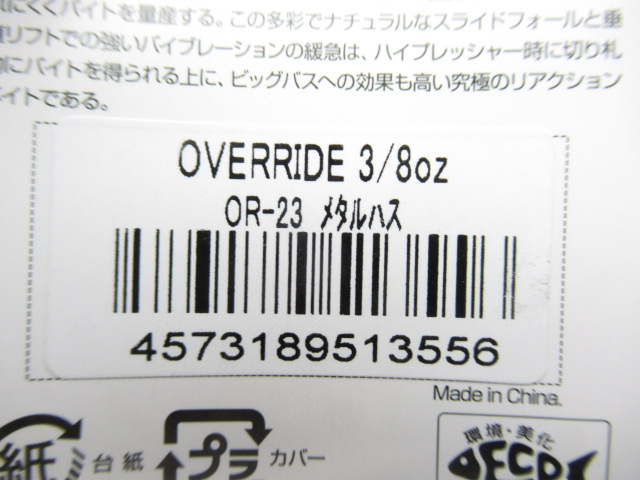 にくくバイトを量産する。この多彩でナチュラルなスライドフォールと垂
リフトでの強いバイブレーションの緩急は、ハイプレッシャー時に切り札
にバイトを得られる上に、ビッグバスへの効果も高い究極のリアクション
ベイトである。
OVERRIDE 3/8oz
OR-23 メタルハス
4573189513556
Made in China.
紙 台紙 プラ カバー
環境・美化
ECO